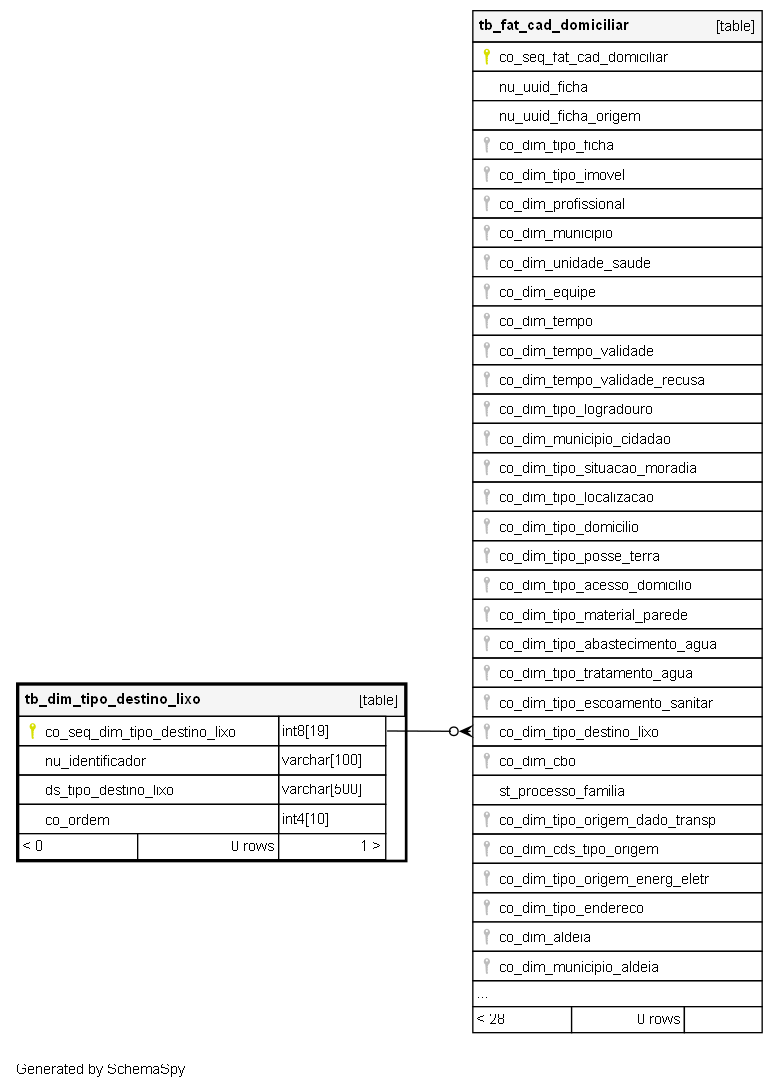 tb_fat_cad_domiciliar [table]
co_seq_fat_cad_domiciliar
nu_uuid_ficha
nu_uuid_ficha_origem
co_dim_tipo_ficha
co_dim_tipo_imovel
co_dim_profissional
co_dim_municipio
co_dim_unidade_saude
co_dim_equipe
co_dim_tempo
co_dim_tempo_validade
co_dim_tempo_validade_recusa
co_dim_tipo_logradouro
co_dim_municipio_cidadao
co_dim_tipo_situacao_moradia
co_dim_tipo_localizacao
co_dim_tipo_domicilio
co_dim_tipo_posse_terra
co_dim_tipo_acesso_domicilio
co_dim_tipo_material_parede
co_dim_tipo_abastecimento_agua
co_dim_tipo_tratamento_agua
co_dim_tipo_escoamento_sanitar
co_dim_tipo_destino_lixo
co_dim_cbo
st_processo_familia
co_dim_tipo_origem_dado_transp
co_dim_cds_tipo_origem
co_dim_tipo_origem_energ_eletr
co_dim_tipo_endereco
co_dim_aldeia
co_dim_municipio_aldeia
...
< 28 0 rows
tb_dim_tipo_destino_lixo [table]
co_seq_dim_tipo_destino_lixo int8[19]
nu_identificador varchar[100]
ds_tipo_destino_lixo varchar[500]
co_ordem int4[10]
< 0 0 rows 1 >
Generated by SchemaSpy